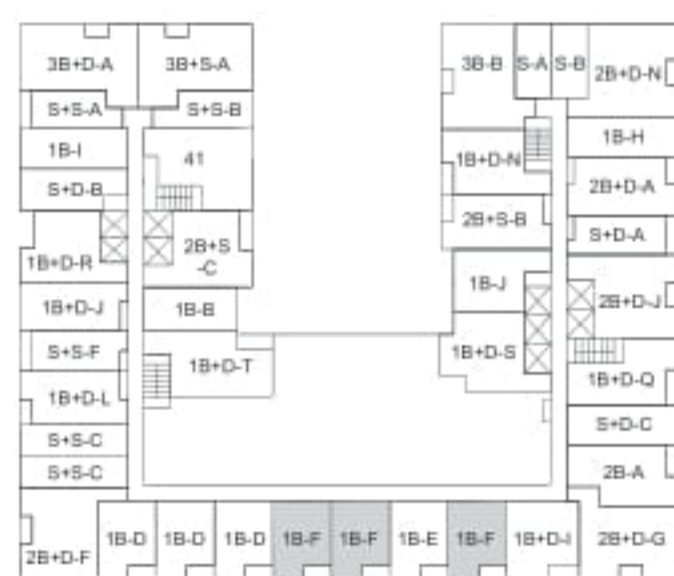 3B+D-A
3B+S-A
S+S-A
S+S-B
1B-I
41
S+D-B
2B+S
-C
1B+D-R
1B+D-J
1B-B
S+S-F
1B+D-T
1B+D-L
S+S-C
S+S-C
2B+D-F
3B-B
S-A
S-B
2B+D-N
1B-H
1B+D-N
2B+D-A
2B+S-B
S+D-A
1B-J
2B+D-J
1B+D-S
1B+D-Q
S+D-C
2B-A
1B-D
1B-D
1B-D
1B-F
1B-F
1B-E
1B-F
1B+D-I
2B+D-G